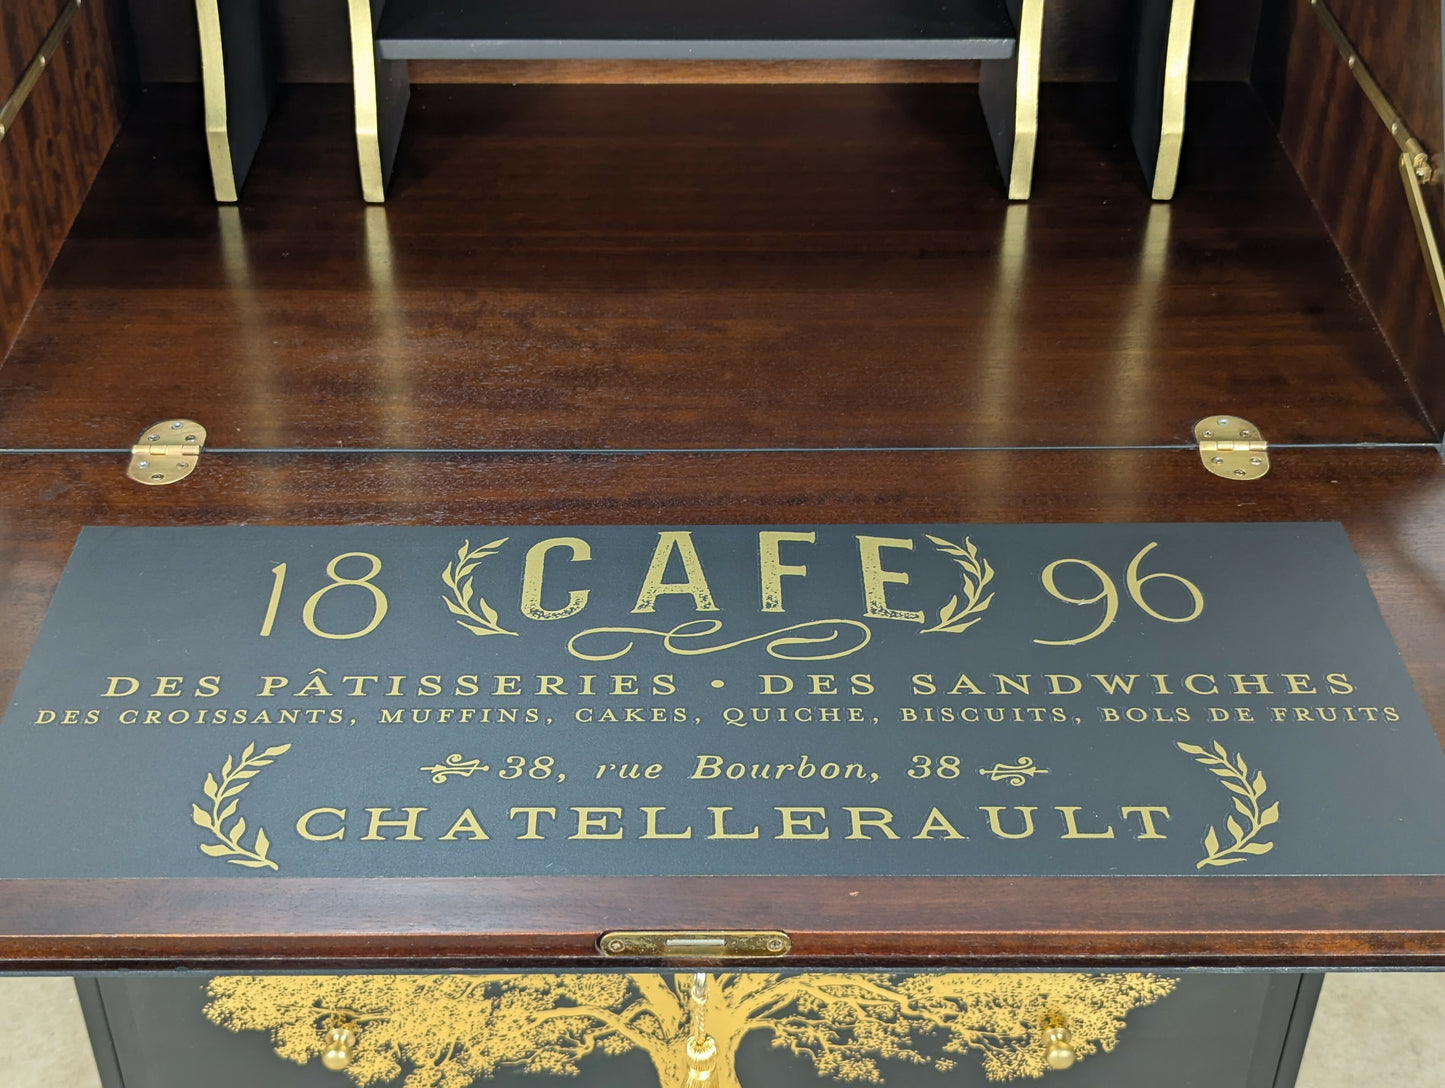 18 CAFE 96
DES PÂTISSERIES • DES SANDWICHES
DES CROISSANTS, MUFFINS, CAKES, QUICHE, BISCUITS, BOLS DE FRUITS
38, rue Bourbon, 38
CHATELLERAULT